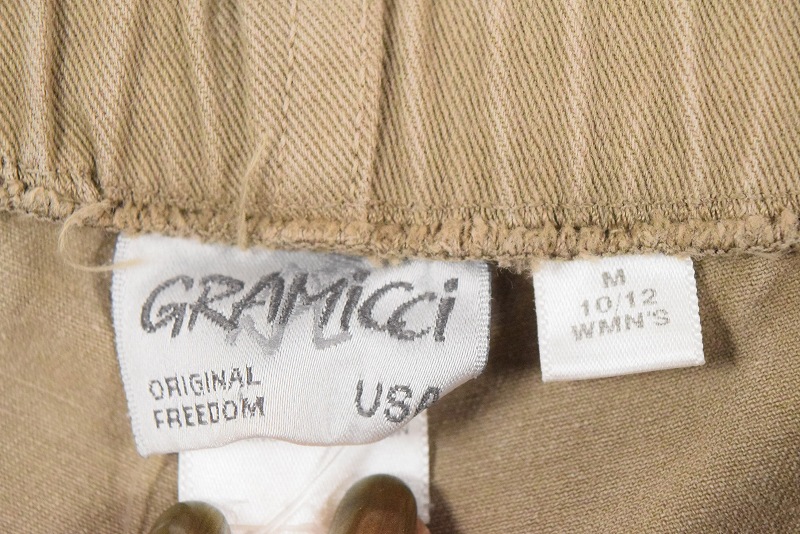 GRAMiCCi
ORIGINAL
FREEDOM
USA
M
10/12
WMN'S